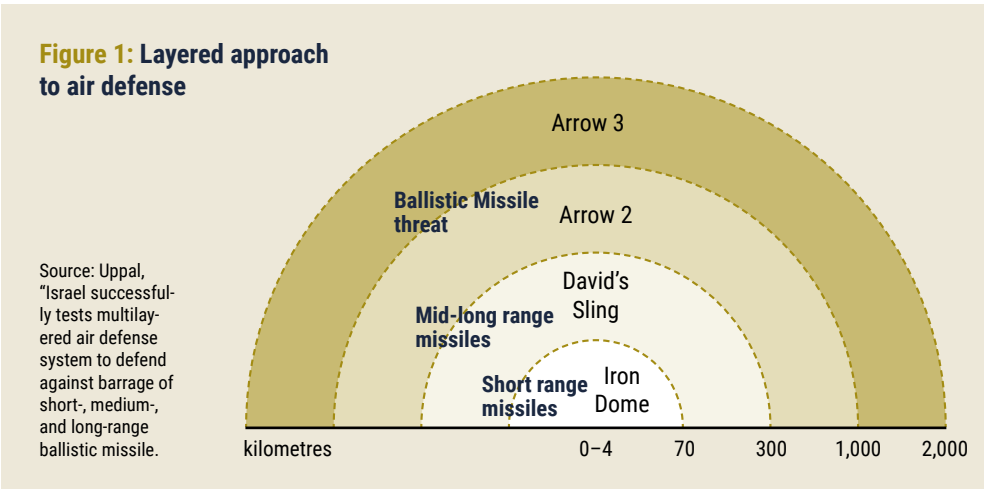 Figure 1: Layered approach
to air defense
Arrow 3
Ballistic Missile
threat
Arrow 2
David's
Sling
Mid-long range
missiles
Short range
missiles
Iron
Dome
Source: Uppal,
“Israel successful-
ly tests multilay-
ered air defense
system to defend
against barrage of
short-, medium-,
and long-range
ballistic missile.
kilometres 0–4 70 300 1,000 2,000